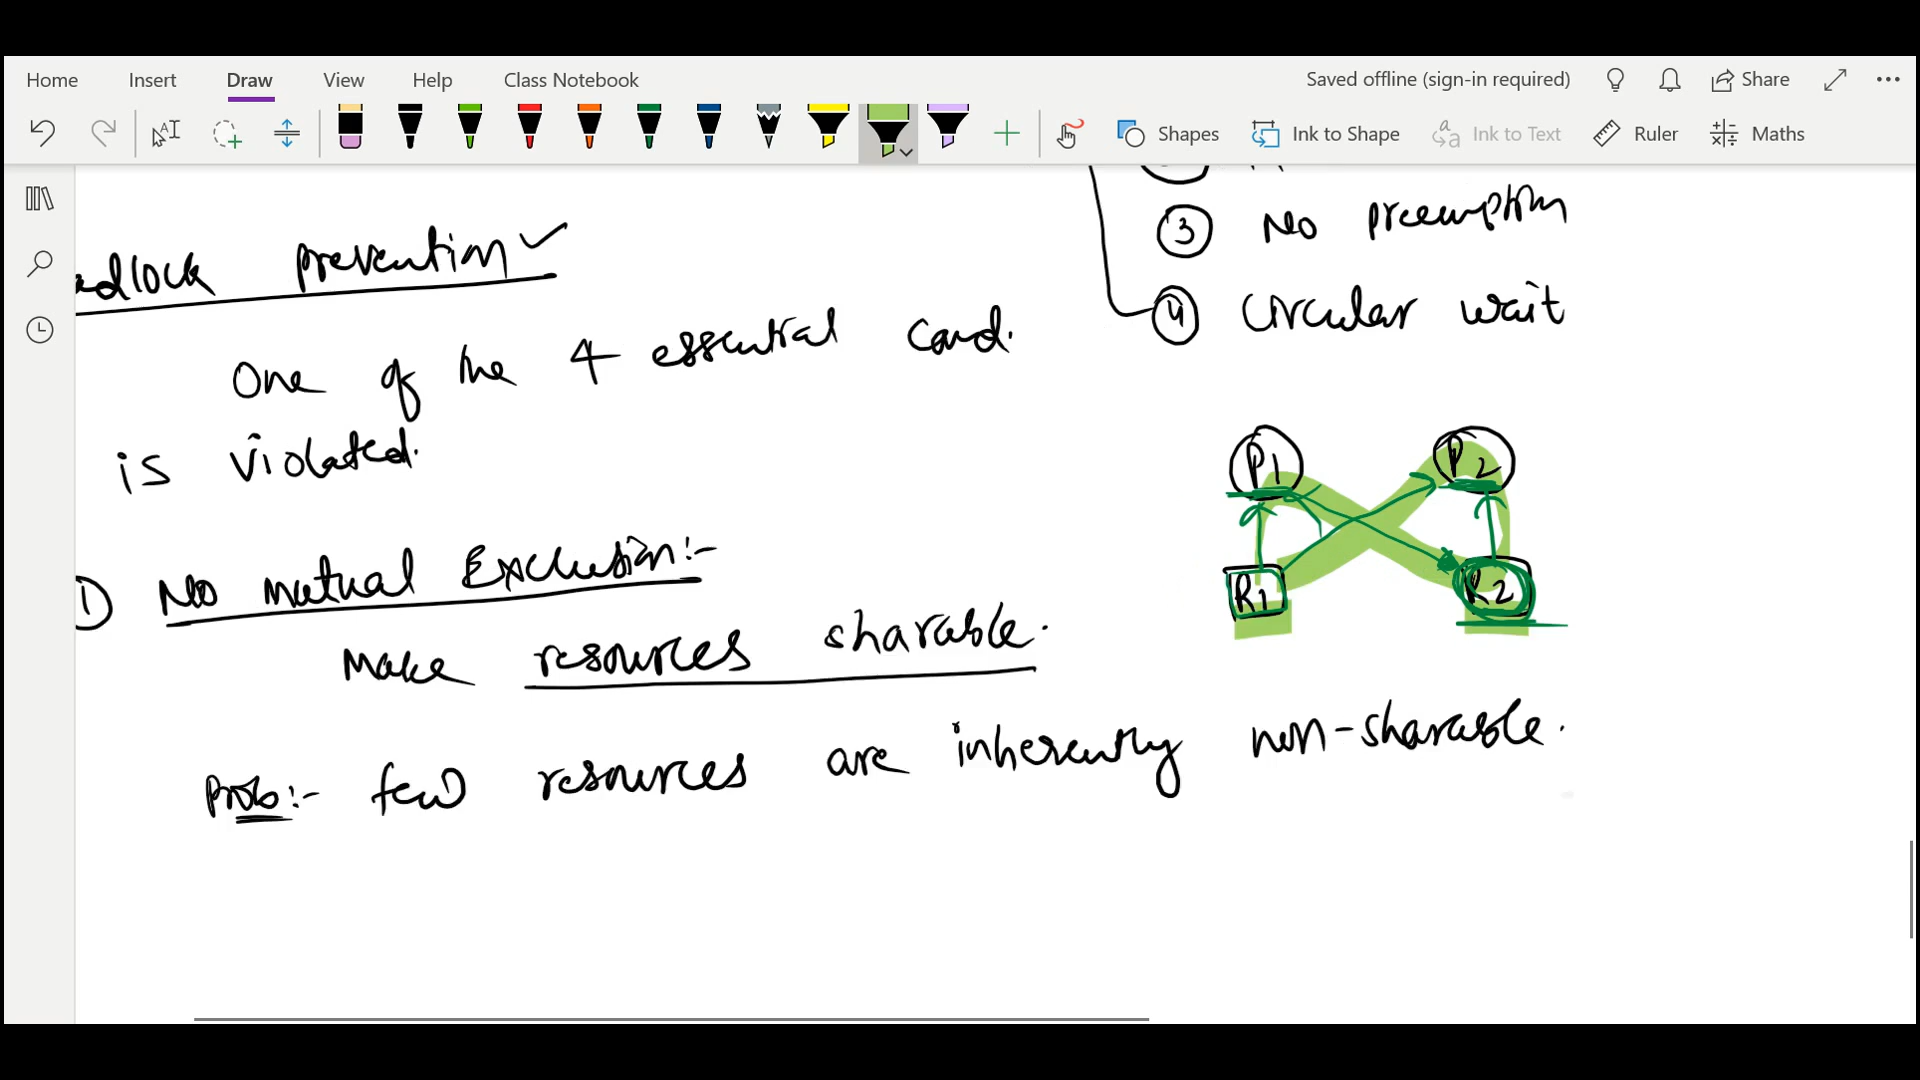 Home Insert Draw View Help Class Notebook Saved offline (sign-in required) Share
Shapes Ink to Shape Ink to Text Ruler Maths
③ No preemption
④ Circular wait
adlock prevention
One of the 4 essential cond.
is violated.
P1 P2
R1 R2
1) No mutual Exclusion:-
Make resources sharable.
Prob:- few resources are inherently non-sharable.